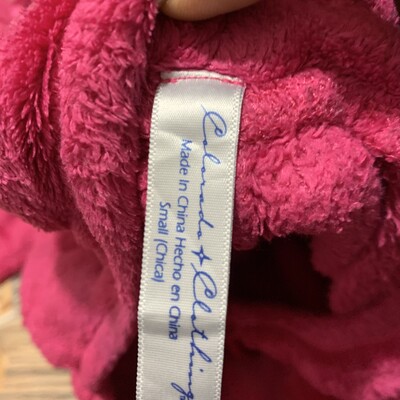 Colorado & Clothing
Made in China Hecho en China
Small (Chica)